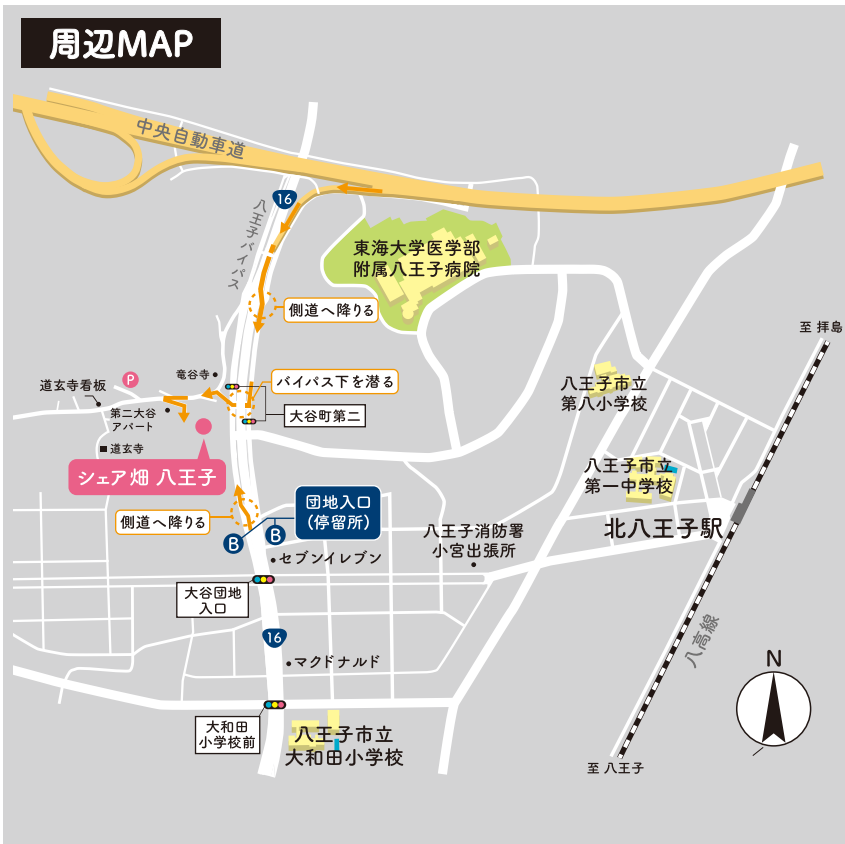 周辺MAP
中央自動車道
16
八王子バイパス
東海大学医学部
附属八王子病院
側道へ降りる
至 拝島
竜谷寺
バイパス下を潜る
道玄寺看板
P
八王子市立
第八小学校
第二大谷
アパート
大谷町第二
道玄寺
シェア畑 八王子
八王子市立
第一中学校
団地入口
(停留所)
側道へ降りる
B
B
北八王子駅
八王子消防署
小宮出張所
セブンイレブン
大谷団地
入口
16
八高線
マクドナルド
N
大和田
小学校前
八王子市立
大和田小学校
至 八王子